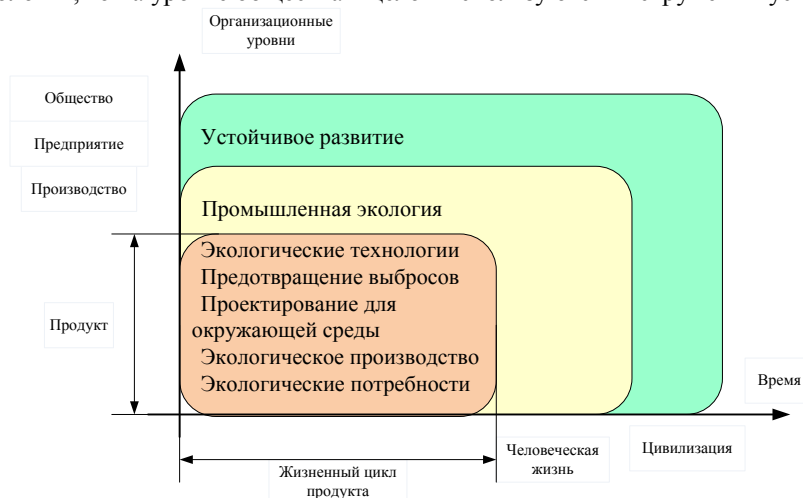 Организационные
уровни
Общество
Предприятие
Производство
Устойчивое развитие
Промышленная экология
Экологические технологии
Предотвращение выбросов
Проектирование для
окружающей среды
Экологическое производство
Экологические потребности
Продукт
Время
Человеческая
жизнь
Цивилизация
Жизненный цикл
продукта